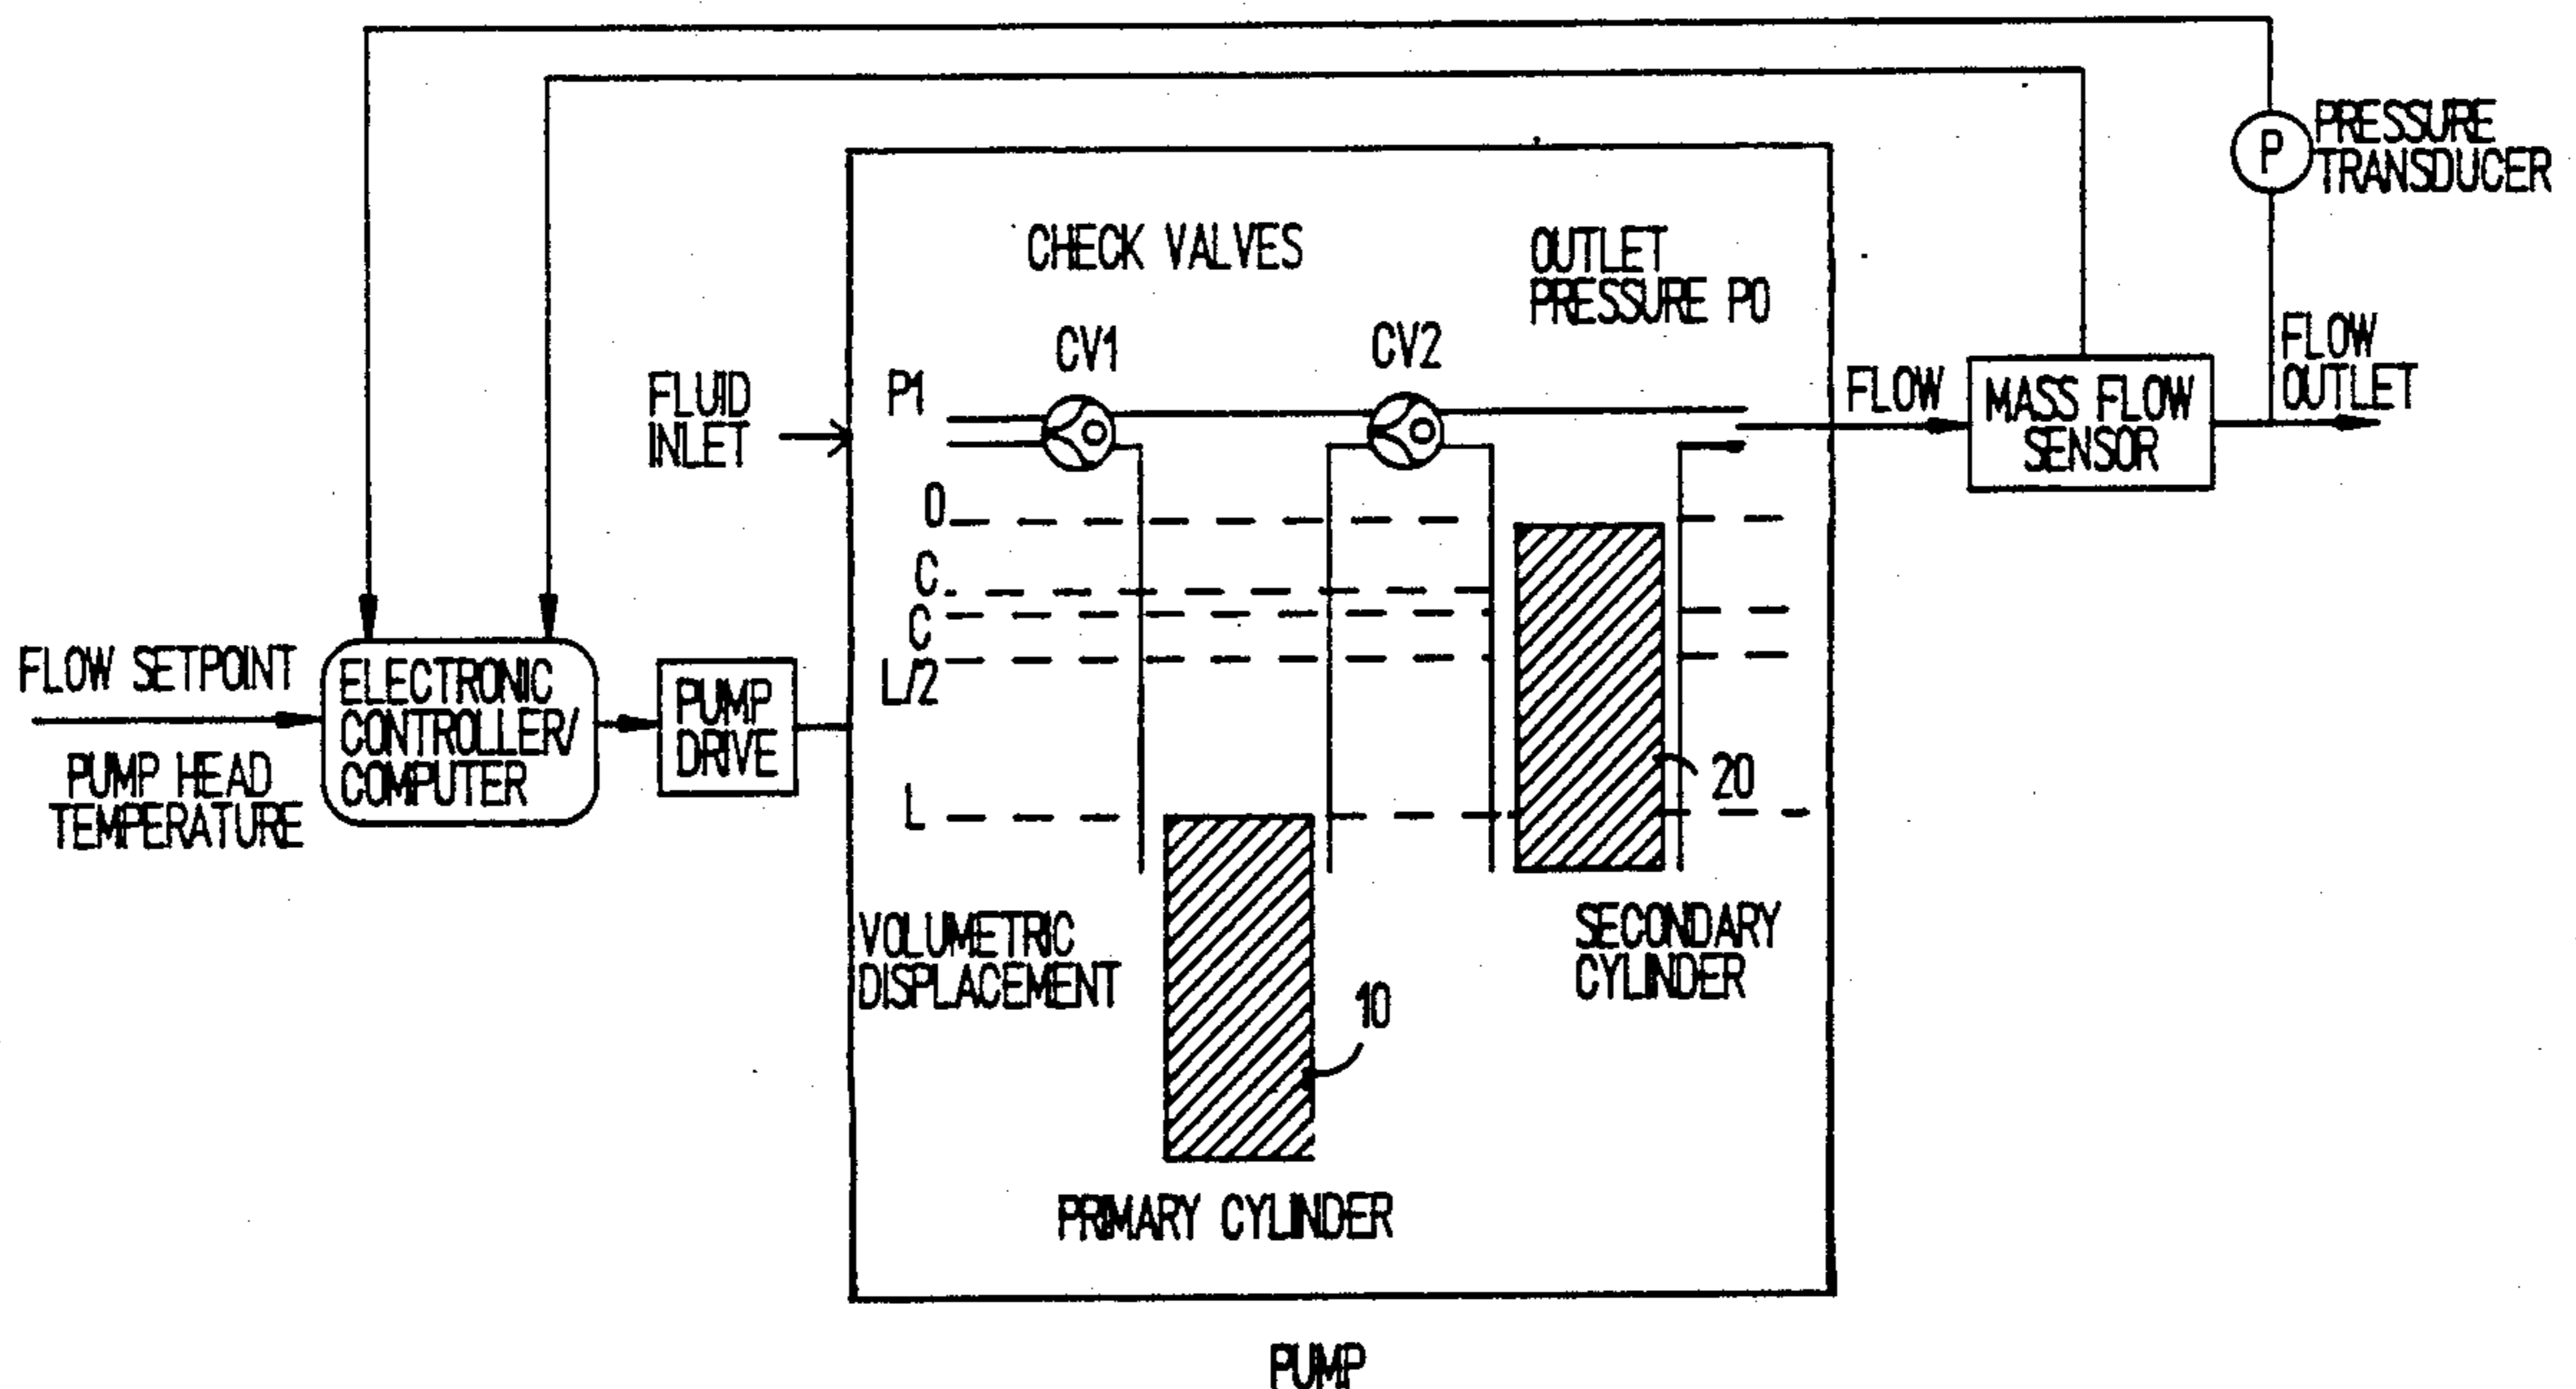 PRESSURE
TRANSDUCER
P
CHECK VALVES
OUTLET
PRESSURE PO
CV1
CV2
FLUID
INLET
P1
FLOW
MASS FLOW
SENSOR
FLOW
OUTLET
0
C
C
L/2
L
FLOW SETPOINT
PUMP HEAD
TEMPERATURE
ELECTRONIC
CONTROLLER/
COMPUTER
PUMP
DRIVE
20
VOLUMETRIC
DISPLACEMENT
SECONDARY
CYLINDER
10
PRIMARY CYLINDER
PUMP